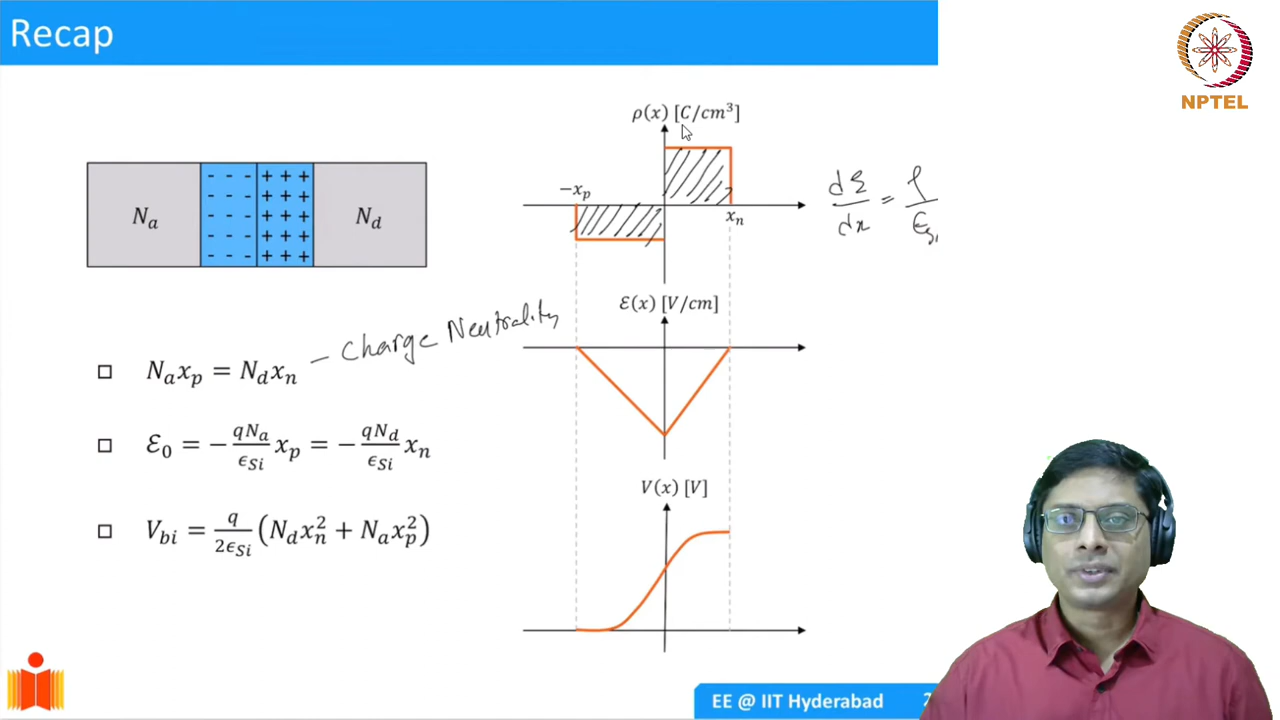 Recap
NPTEL
ρ(x) [C/cm³]
- - - + + +
- - - + + +
- - - + + +
- - - + + +
- - - + + +
N_a
N_d
−x_p
x_n
dℰ/dx = ρ/ϵ_Si
ℰ(x) [V/cm]
N_a x_p = N_d x_n – Charge Neutrality
ℰ_0 = −(qN_a/ϵ_Si) x_p = −(qN_d/ϵ_Si) x_n
V(x) [V]
V_bi = (q/2ϵ_Si) (N_d x_n² + N_a x_p²)
EE @ IIT Hyderabad